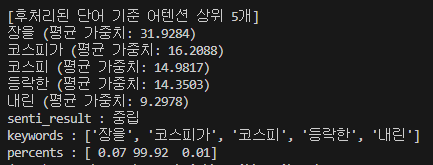 [후처리된 단어 기준 어텐션 상위 5개]
장을 (평균 가중치: 31.9284)
코스피가 (평균 가중치: 16.2088)
코스피 (평균 가중치: 14.9817)
등락한 (평균 가중치: 14.3503)
내린 (평균 가중치: 9.2978)
senti_result : 중립
keywords : ['장을', '코스피가', '코스피', '등락한', '내린']
percents : [ 0.07 99.92  0.01]